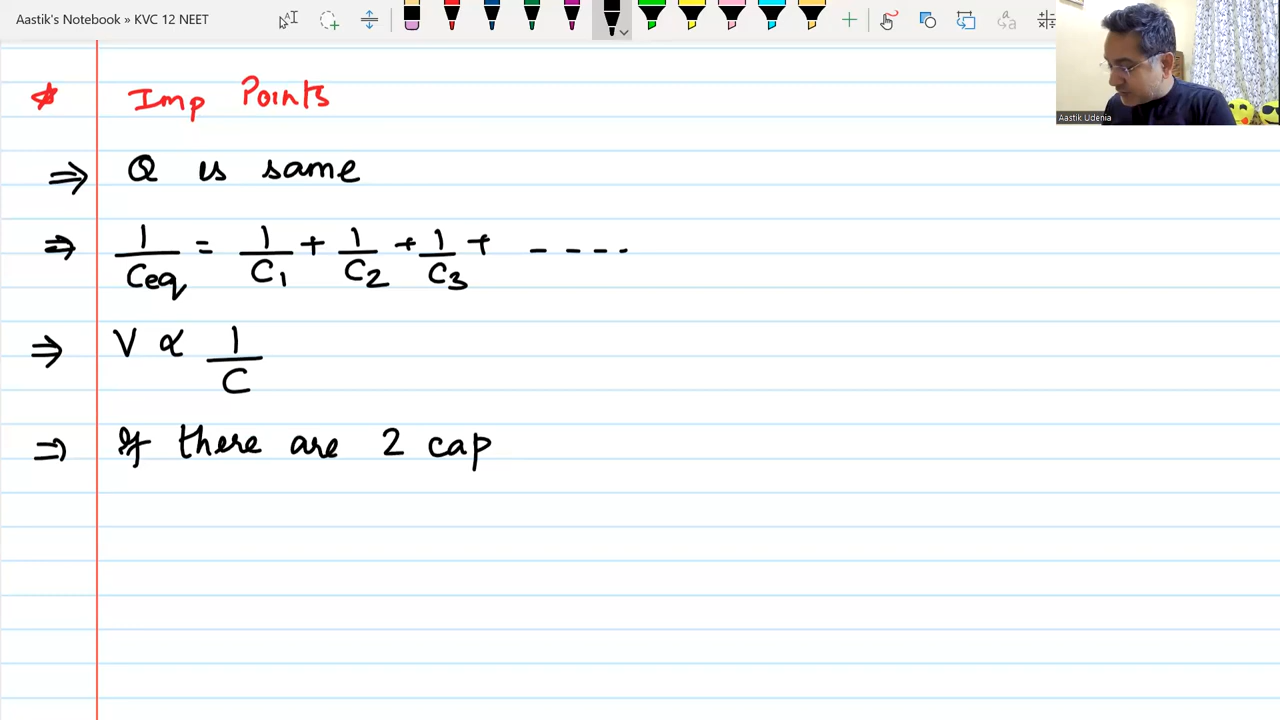 Aastik's Notebook » KVC 12 NEET
Aastik Udenia
* Imp Points
⇒ Q is same
⇒ 1/Ceq = 1/C1 + 1/C2 + 1/C3 + ----
⇒ V ∝ 1/C
⇒ If there are 2 cap